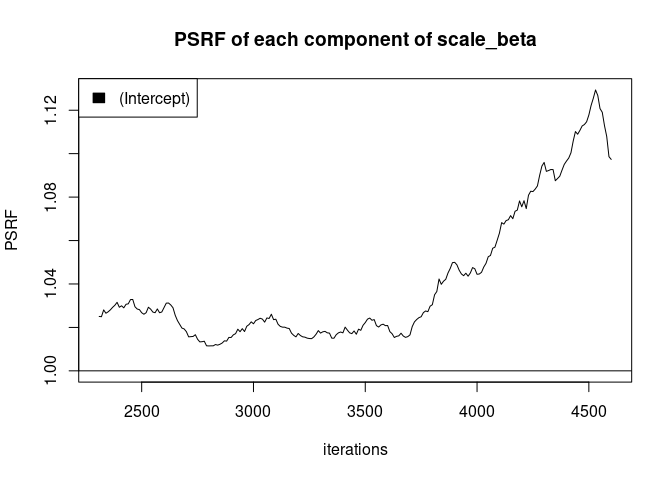 PSRF of each component of scale_beta
(Intercept)
PSRF
1.12
1.08
1.04
1.00
2500 3000 3500 4000 4500
iterations